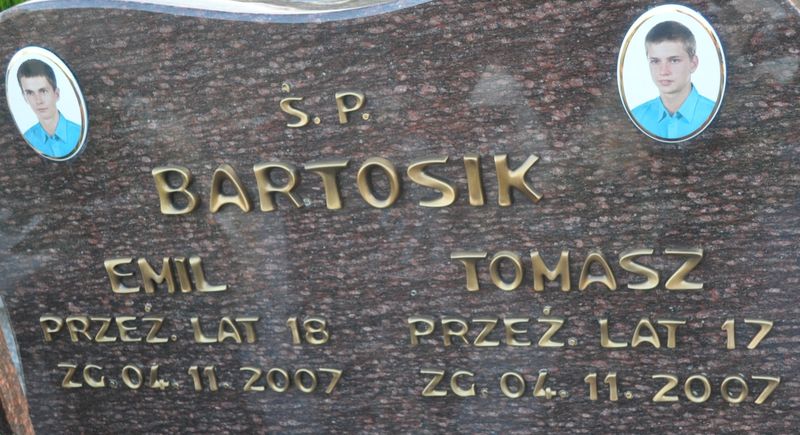 Ś. P.
BARTOSIK
EMIL
PRZEŻ. LAT 18
ZG. 04. 11. 2007
TOMASZ
PRZEŻ. LAT 17
ZG. 04. 11. 2007